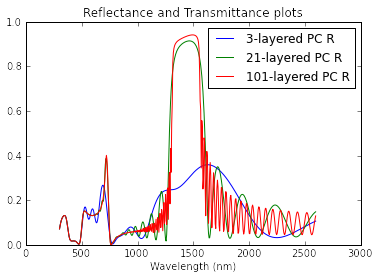 Reflectance and Transmittance plots
1.0
0.8
0.6
0.4
0.2
0.0
3-layered PC R
21-layered PC R
101-layered PC R
0 500 1000 1500 2000 2500 3000
Wavelength (nm)